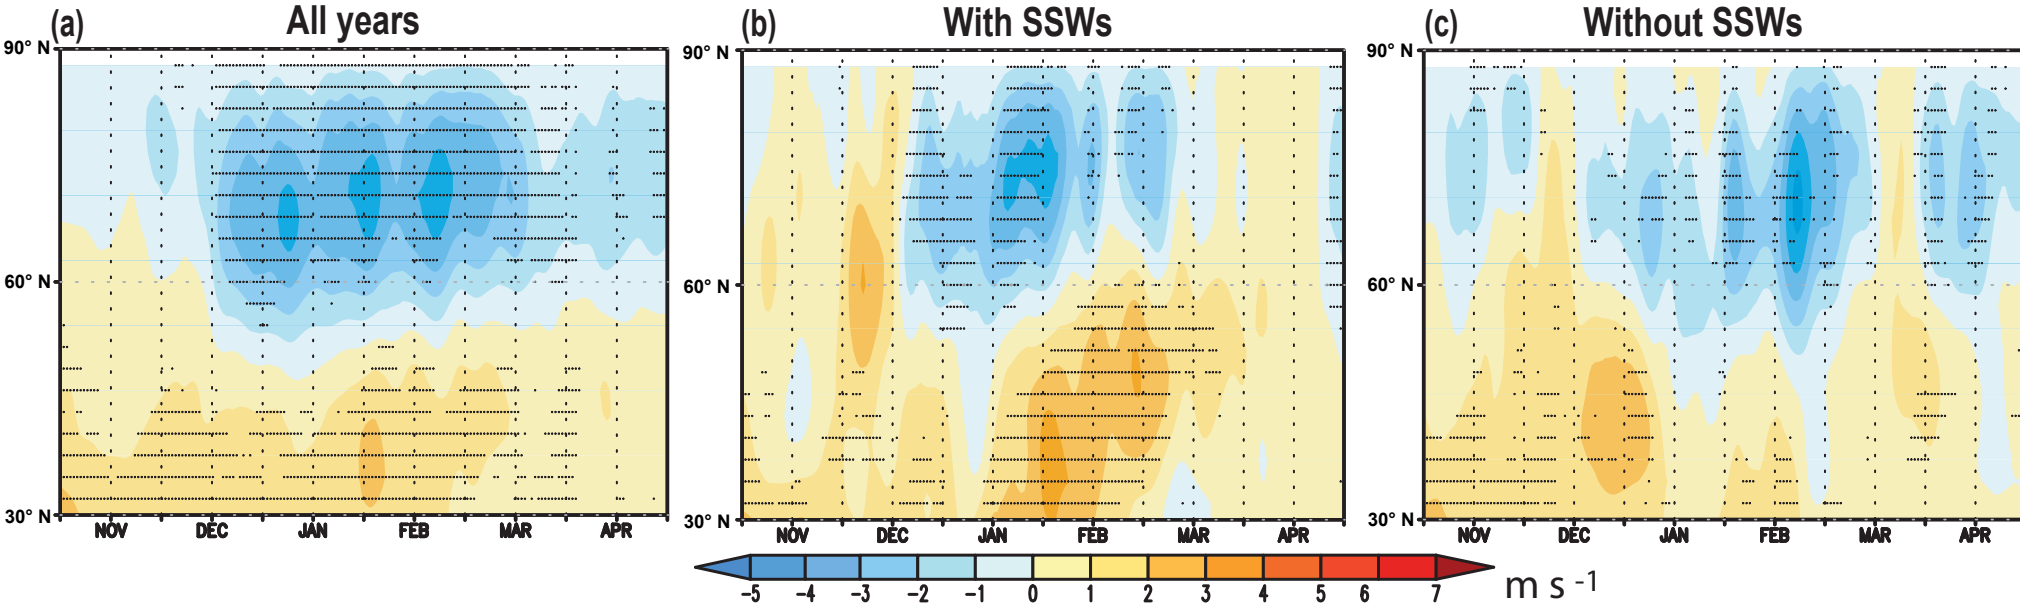 (a) All years
(b) With SSWs
(c) Without SSWs
90° N
60° N
30° N
NOV DEC JAN FEB MAR APR
90° N
60° N
30° N
NOV DEC JAN FEB MAR APR
90° N
60° N
30° N
NOV DEC JAN FEB MAR APR
-5 -4 -3 -2 -1 0 1 2 3 4 5 6 7 m s -1